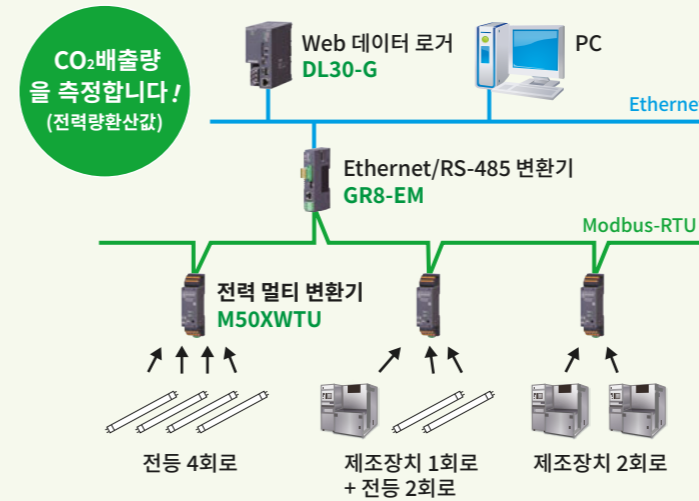 CO₂배출량
을 측정합니다!
(전력량환산값)
Web 데이터 로거
DL30-G
PC
Etherne
Ethernet/RS-485 변환기
GR8-EM
Modbus-RTU
전력 멀티 변환기
M50XWTU
전등 4회로
제조장치 1회로
+ 전등 2회로
제조장치 2회로